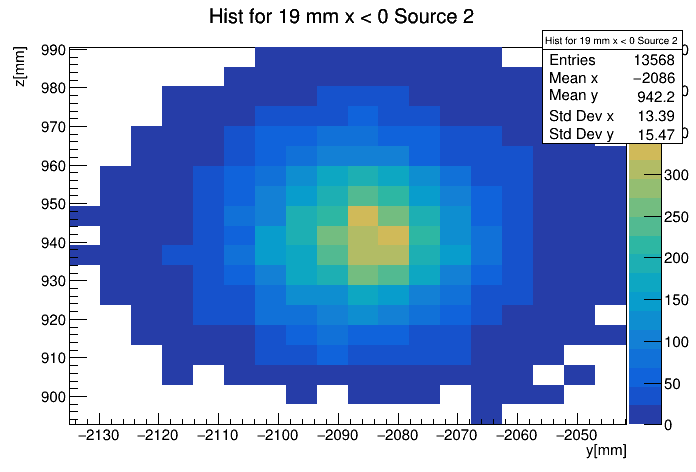 Hist for 19 mm x < 0 Source 2
Hist for 19 mm x < 0 Source 2
Entries 13568
Mean x −2086
Mean y 942.2
Std Dev x 13.39
Std Dev y 15.47
z[mm]
990
980
970
960
950
940
930
920
910
900
−2130 −2120 −2110 −2100 −2090 −2080 −2070 −2060 −2050
y[mm]
300
250
200
150
100
50
0